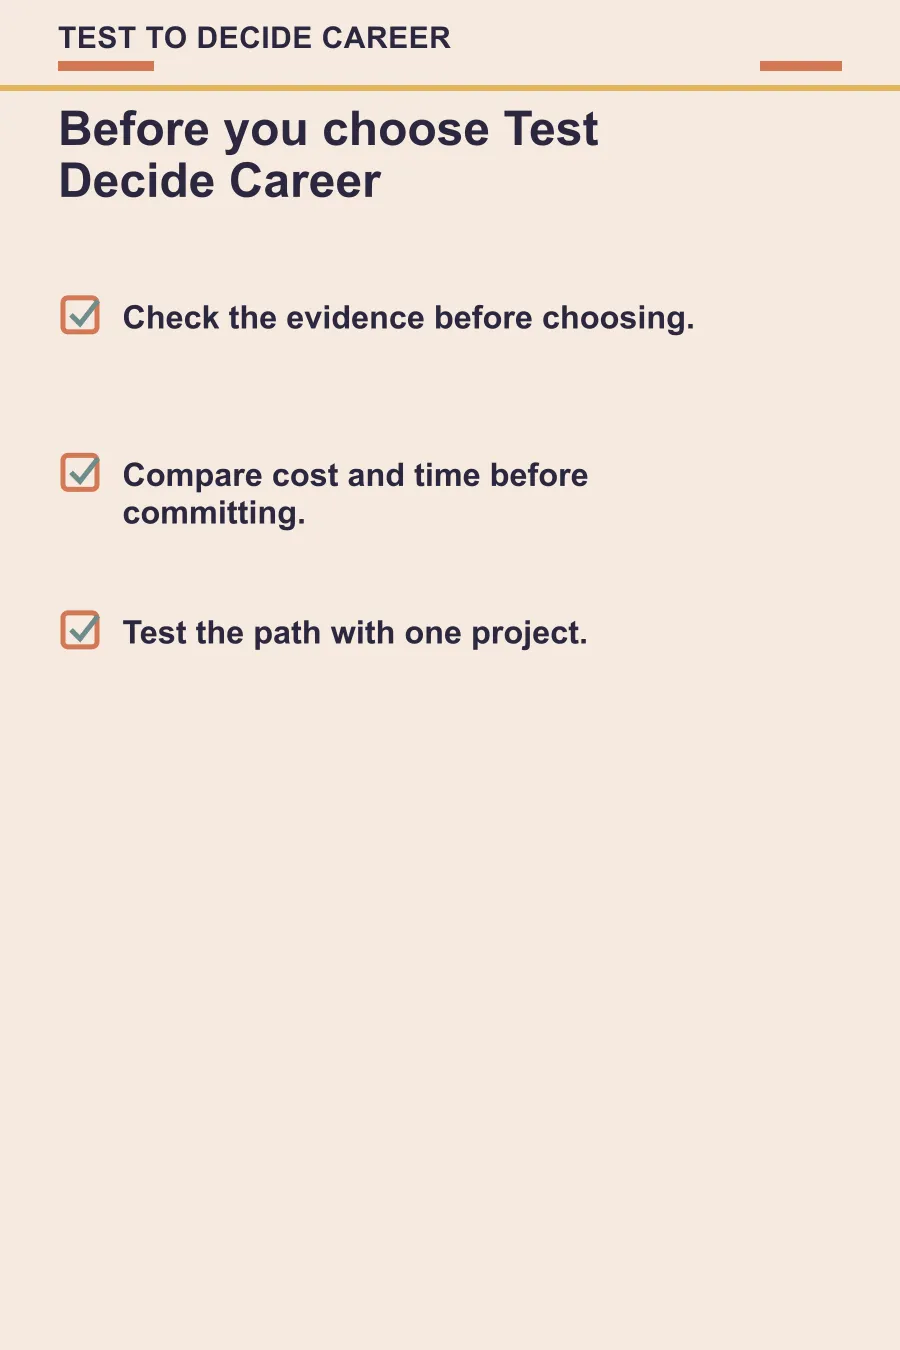 TEST TO DECIDE CAREER
Before you choose Test
Decide Career
Check the evidence before choosing.
Compare cost and time before
committing.
Test the path with one project.